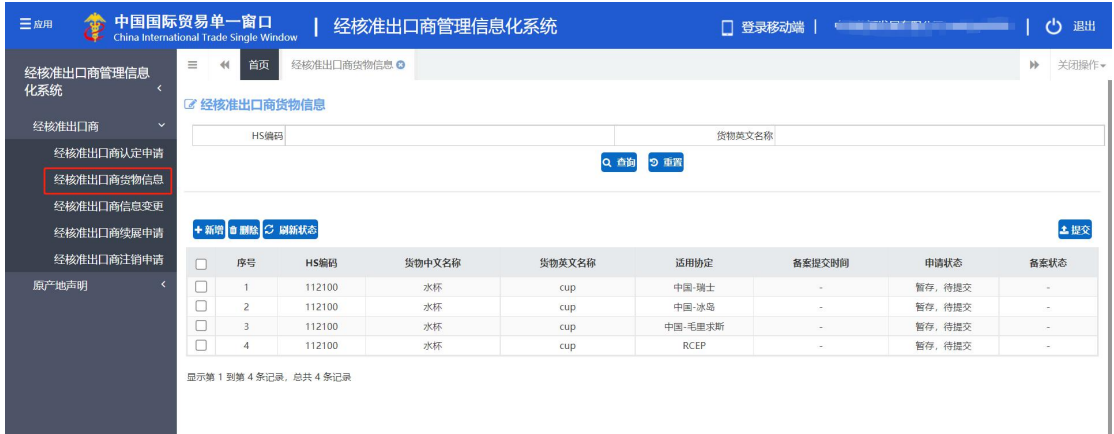 应用
中国国际贸易单一窗口
China International Trade Single Window
经核准出口商管理信息化系统
登录移动端
退出
经核准出口商管理信息
化系统
经核准出口商
经核准出口商认定申请
经核准出口商货物信息
经核准出口商信息变更
经核准出口商续展申请
经核准出口商注销申请
原产地声明
首页 经核准出口商货物信息
关闭操作
经核准出口商货物信息
HS编码 货物英文名称
查询 重置
新增 删除 刷新状态 提交
序号 HS编码 货物中文名称 货物英文名称 适用协定 备案提交时间 申请状态 备案状态
1 112100 水杯 cup 中国-瑞士 - 暂存，待提交 -
2 112100 水杯 cup 中国-冰岛 - 暂存，待提交 -
3 112100 水杯 cup 中国-毛里求斯 - 暂存，待提交 -
4 112100 水杯 cup RCEP - 暂存，待提交 -
显示第 1 到第 4 条记录，总共 4 条记录